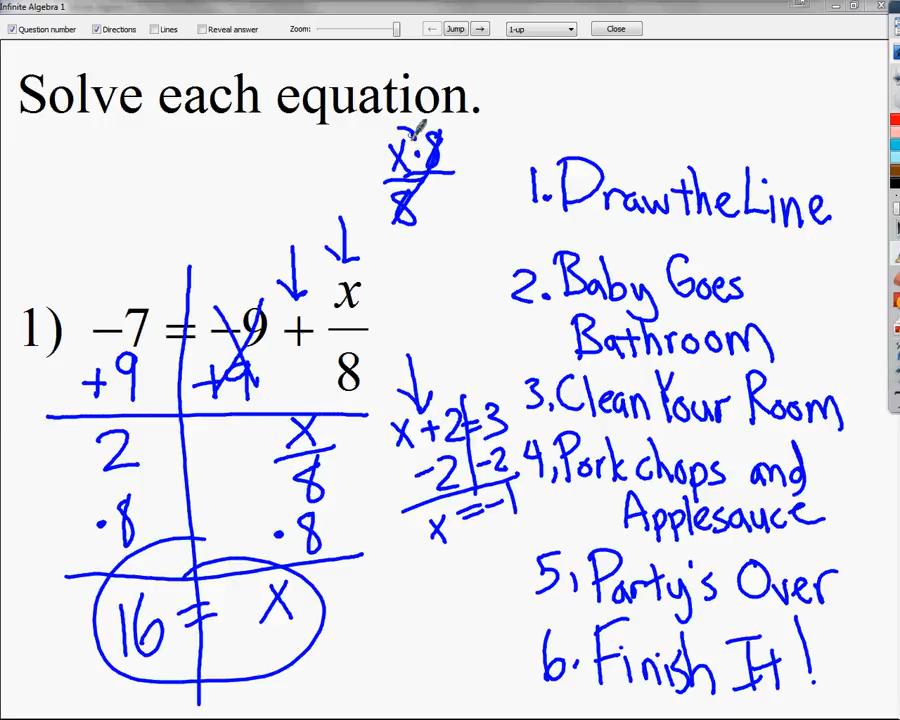 Infinite Algebra 1
Question number Directions Lines Reveal answer Zoom: Jump 1-up Close
Solve each equation.
x·8
8
1) −7 = −9 + x
8
+9 +9
2 x
8
·8 ·8
16 = x
x+2=3
-2 -2
x=-1
1. Draw the Line
2. Baby Goes
Bathroom
3, Clean Your Room
4, Porkchops and
Applesauce
5, Party's Over
6. Finish It!